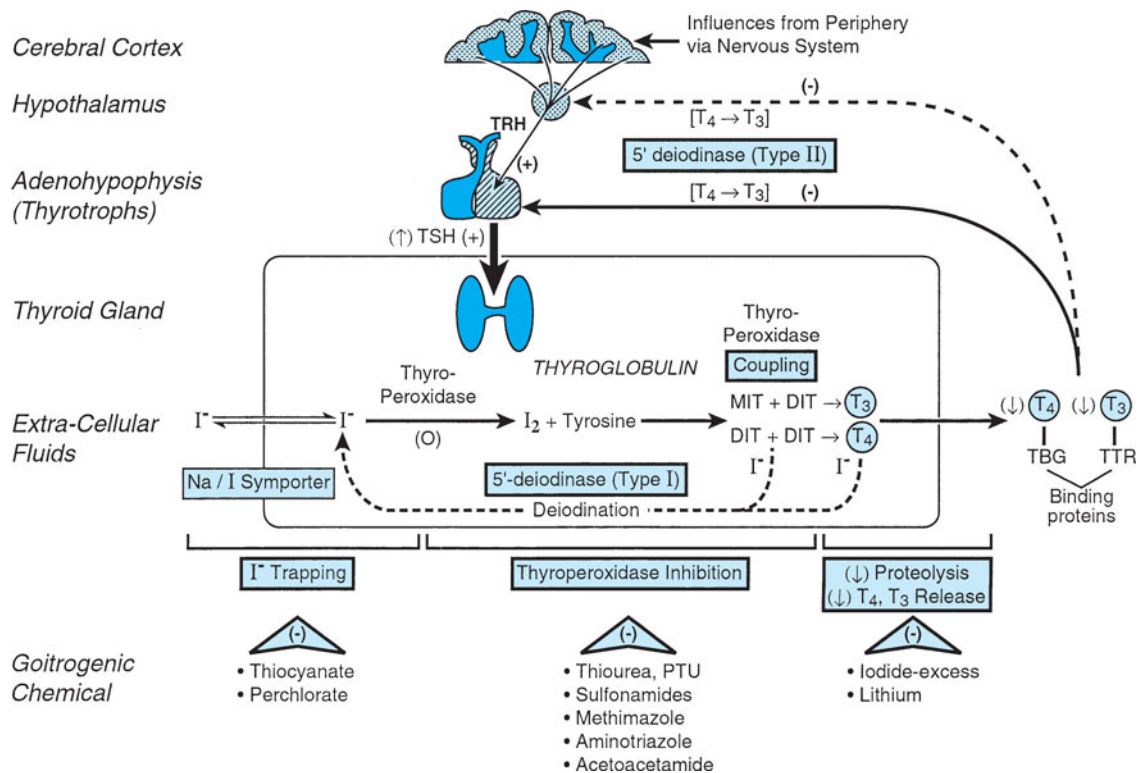 Cerebral Cortex
Influences from Periphery
via Nervous System
Hypothalamus
(-)
[T₄ → T₃]
TRH
5' deiodinase (Type II)
(+)
Adenohypophysis
(Thyrotrophs)
[T₄ → T₃] (-)
(↑) TSH (+)
Thyroid Gland
Thyro-
Peroxidase
THYROGLOBULIN
Coupling
Thyro-
Peroxidase
Extra-Cellular
Fluids
I⁻
I⁻
(O)
I₂ + Tyrosine
MIT + DIT → T₃
DIT + DIT → T₄
I⁻
I⁻
(↓) T₄
(↓) T₃
TBG
TTR
Binding
proteins
Na / I Symporter
5'-deiodinase (Type I)
Deiodination
I⁻ Trapping
Thyroperoxidase Inhibition
(↓) Proteolysis
(↓) T₄, T₃ Release
(-)
(-)
(-)
Goitrogenic
Chemical
• Thiocyanate
• Perchlorate
• Thiourea, PTU
• Sulfonamides
• Methimazole
• Aminotriazole
• Acetoacetamide
• Iodide-excess
• Lithium